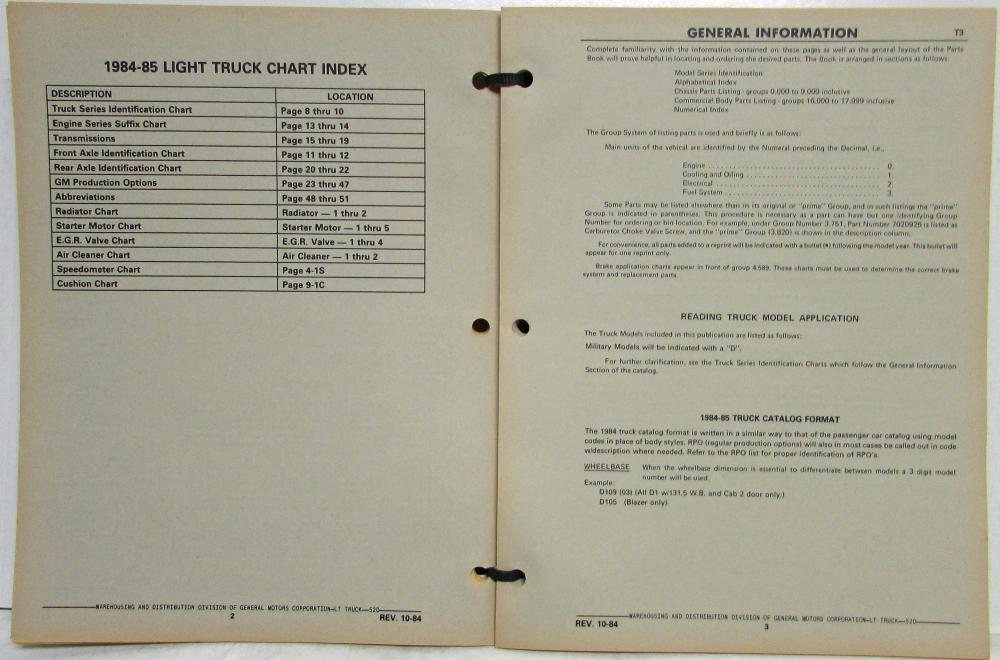 1984-85 LIGHT TRUCK CHART INDEX
DESCRIPTION LOCATION
Truck Series Identification Chart Page 8 thru 10
Engine Series Suffix Chart Page 13 thru 14
Transmissions Page 15 thru 19
Front Axle Identification Chart Page 11 thru 12
Rear Axle Identification Chart Page 20 thru 22
GM Production Options Page 23 thru 47
Abbreviations Page 48 thru 51
Radiator Chart Radiator — 1 thru 2
Starter Motor Chart Starter Motor — 1 thru 5
E.G.R. Valve Chart E.G.R. Valve — 1 thru 4
Air Cleaner Chart Air Cleaner — 1 thru 2
Speedometer Chart Page 4-1S
Cushion Chart Page 9-1C
WAREHOUSING AND DISTRIBUTION DIVISION OF GENERAL MOTORS CORPORATION—LT TRUCK—52D
2
REV. 10-84
GENERAL INFORMATION T3
Complete familiarity with the information contained on these pages as well as the general layout of the Parts
Book will prove helpful in locating and ordering the desired parts. The Book is arranged in sections as follows:
Model Series Identification
Alphabetical Index
Chassis Parts Listing - groups 0.000 to 9.000 inclusive
Commercial Body Parts Listing - groups 16.000 to 17.999 inclusive
Numerical Index
The Group System of listing parts is used and briefly is as follows:
Main units of the vehical are identified by the Numeral preceding the Decimal, i.e.,
Engine 0.
Cooling and Oiling 1.
Electrical 2.
Fuel System 3.
Some Parts may be listed elsewhere than in its original or "prime" Group, and in such listings the "prime"
Group is indicated in parentheses. This procedure is necessary as a part can have but one identifying Group
Number for ordering or bin location. For example, under Group Number 3.751, Part Number 7020926 is listed as
Carburetor Choke Valve Screw, and the "prime" Group (3.820) is shown in the description column.
For convenience, all parts added to a reprint will be indicated with a bullet (•) following the model year. This bullet will
appear for one reprint only.
Brake application charts appear in front of group 4.589. These charts must be used to determine the correct brake
system and replacement parts.
READING TRUCK MODEL APPLICATION
The Truck Models included in this publication are listed as follows:
Military Models will be indicated with a "D".
For further clarification, see the Truck Series Identification Charts which follow the General Information
Section of the catalog.
1984-85 TRUCK CATALOG FORMAT
The 1984 truck catalog format is written in a similar way to that of the passenger car catalog using model
codes in place of body styles. RPO (regular production options) will also in most cases be called out in code
w/description where needed. Refer to the RPO list for proper identification of RPO's.
WHEELBASE When the wheelbase dimension is essential to differentiate between models a 3 digit model
number will be used.
Example:
D109 (03) (All D1 w/131.5 W.B. and Cab 2 door only.)
D105 (Blazer only)
WAREHOUSING AND DISTRIBUTION DIVISION OF GENERAL MOTORS CORPORATION—LT TRUCK—52D
REV. 10-84
3